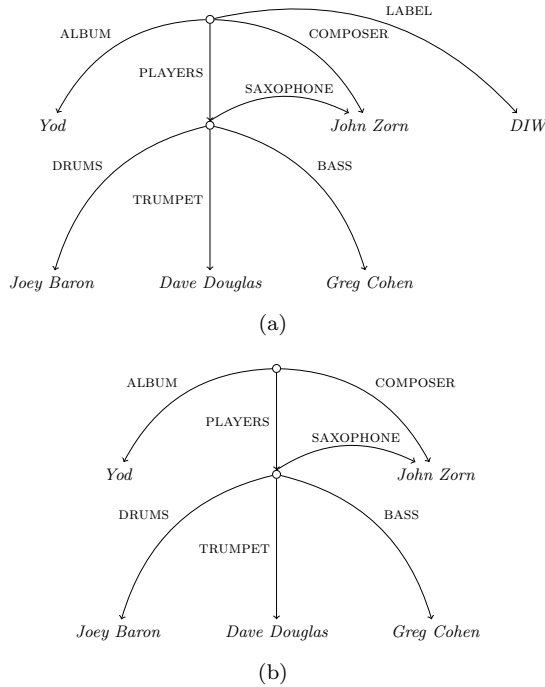 LABEL
ALBUM COMPOSER
PLAYERS
SAXOPHONE
Yod John Zorn DIW
DRUMS BASS
TRUMPET
Joey Baron Dave Douglas Greg Cohen
(a)
ALBUM COMPOSER
PLAYERS
SAXOPHONE
Yod John Zorn
DRUMS BASS
TRUMPET
Joey Baron Dave Douglas Greg Cohen
(b)